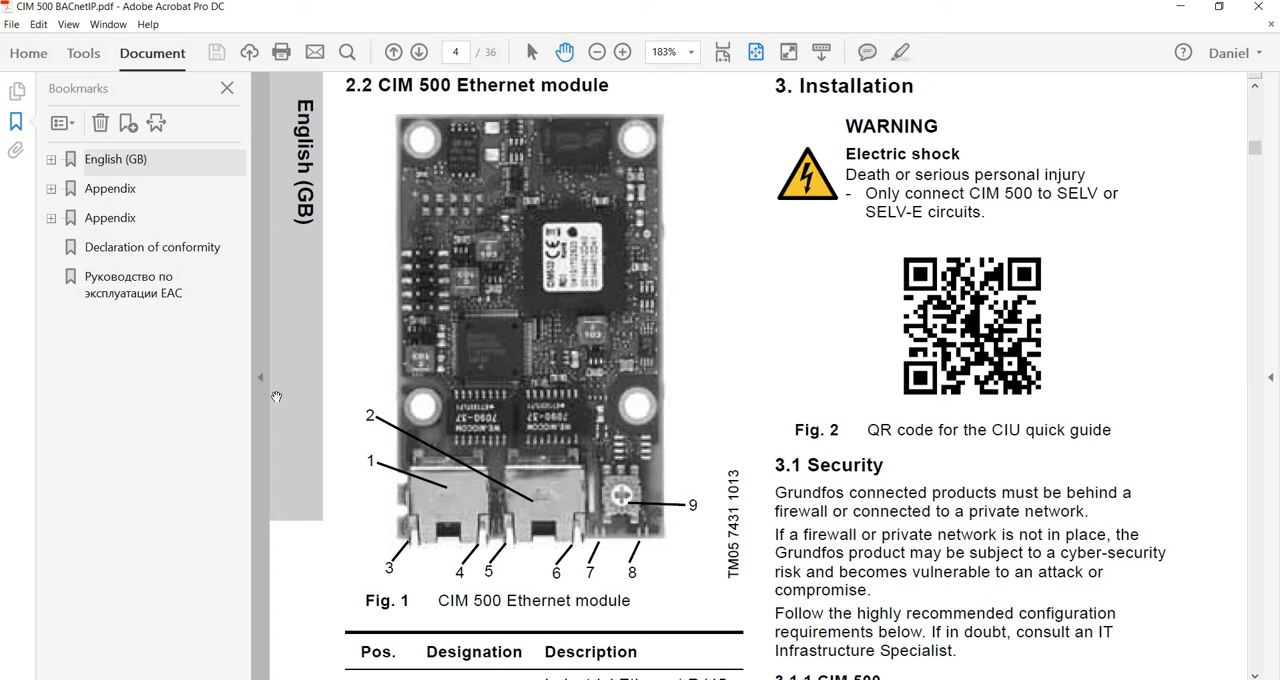 CIM 500 BACnetIP.pdf - Adobe Acrobat Pro DC
File Edit View Window Help
Home Tools Document 4 / 36 183% Daniel
Bookmarks
English (GB)
Appendix
Appendix
Declaration of conformity
Руководство по
эксплуатации EAC
English (GB)
2.2 CIM 500 Ethernet module
2
1
9
3 4 5 6 7 8
TM05 7431 1013
Fig. 1 CIM 500 Ethernet module
Pos. Designation Description
3. Installation
WARNING
Electric shock
Death or serious personal injury
- Only connect CIM 500 to SELV or
SELV-E circuits.
Fig. 2 QR code for the CIU quick guide
3.1 Security
Grundfos connected products must be behind a
firewall or connected to a private network.
If a firewall or private network is not in place, the
Grundfos product may be subject to a cyber-security
risk and becomes vulnerable to an attack or
compromise.
Follow the highly recommended configuration
requirements below. If in doubt, consult an IT
Infrastructure Specialist.
3.1.1 CIM 500